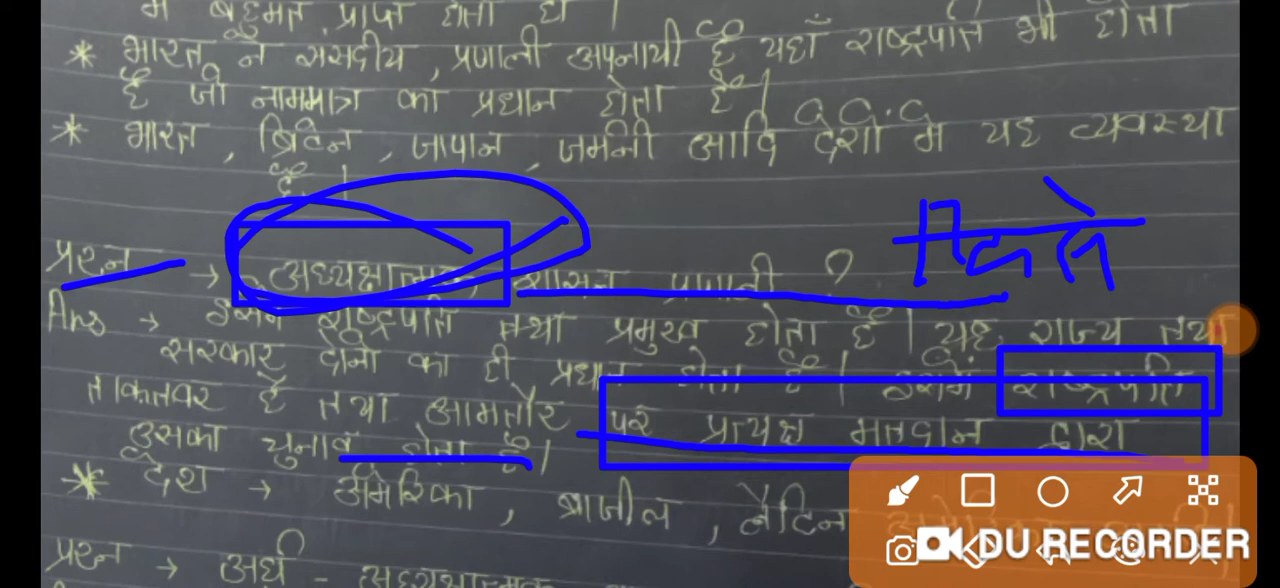 में बहुमत प्राप्त होता हो ।
* भारत ने संसदीय , प्रणाली अपनायी है यहाँ राष्ट्रपति भी होता
है जो नाममात्र का प्रधान होता है ।
* भारत , ब्रिटिन , जापान , जर्मनी आदि देशों में यह व्यवस्था
है ।
प्रश्न → अध्यक्षात्मक शासन प्रणाली ?
Ans → इसमें राष्ट्रपति तथा प्रमुख होता है । यह राज्य तथा
सरकार दोनों का ही प्रधान होता है । इसमें राष्ट्रपति
ताकतवर है तथा आमतौर पर प्रत्यक्ष मतदान द्वारा
उसका चुनाव होता है।
* देश → अमेरिका , ब्राजील , लैटिन
प्रश्न → अर्ध - अध्यक्षात्मक
DU RECORDER